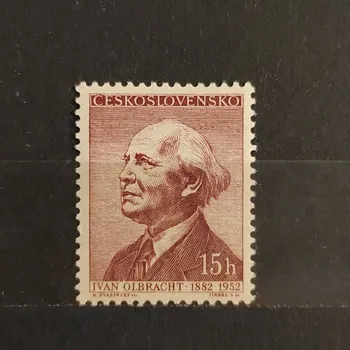 ČESKOSLOVENSKO
15h
IVAN OLBRACHT · 1882 1952